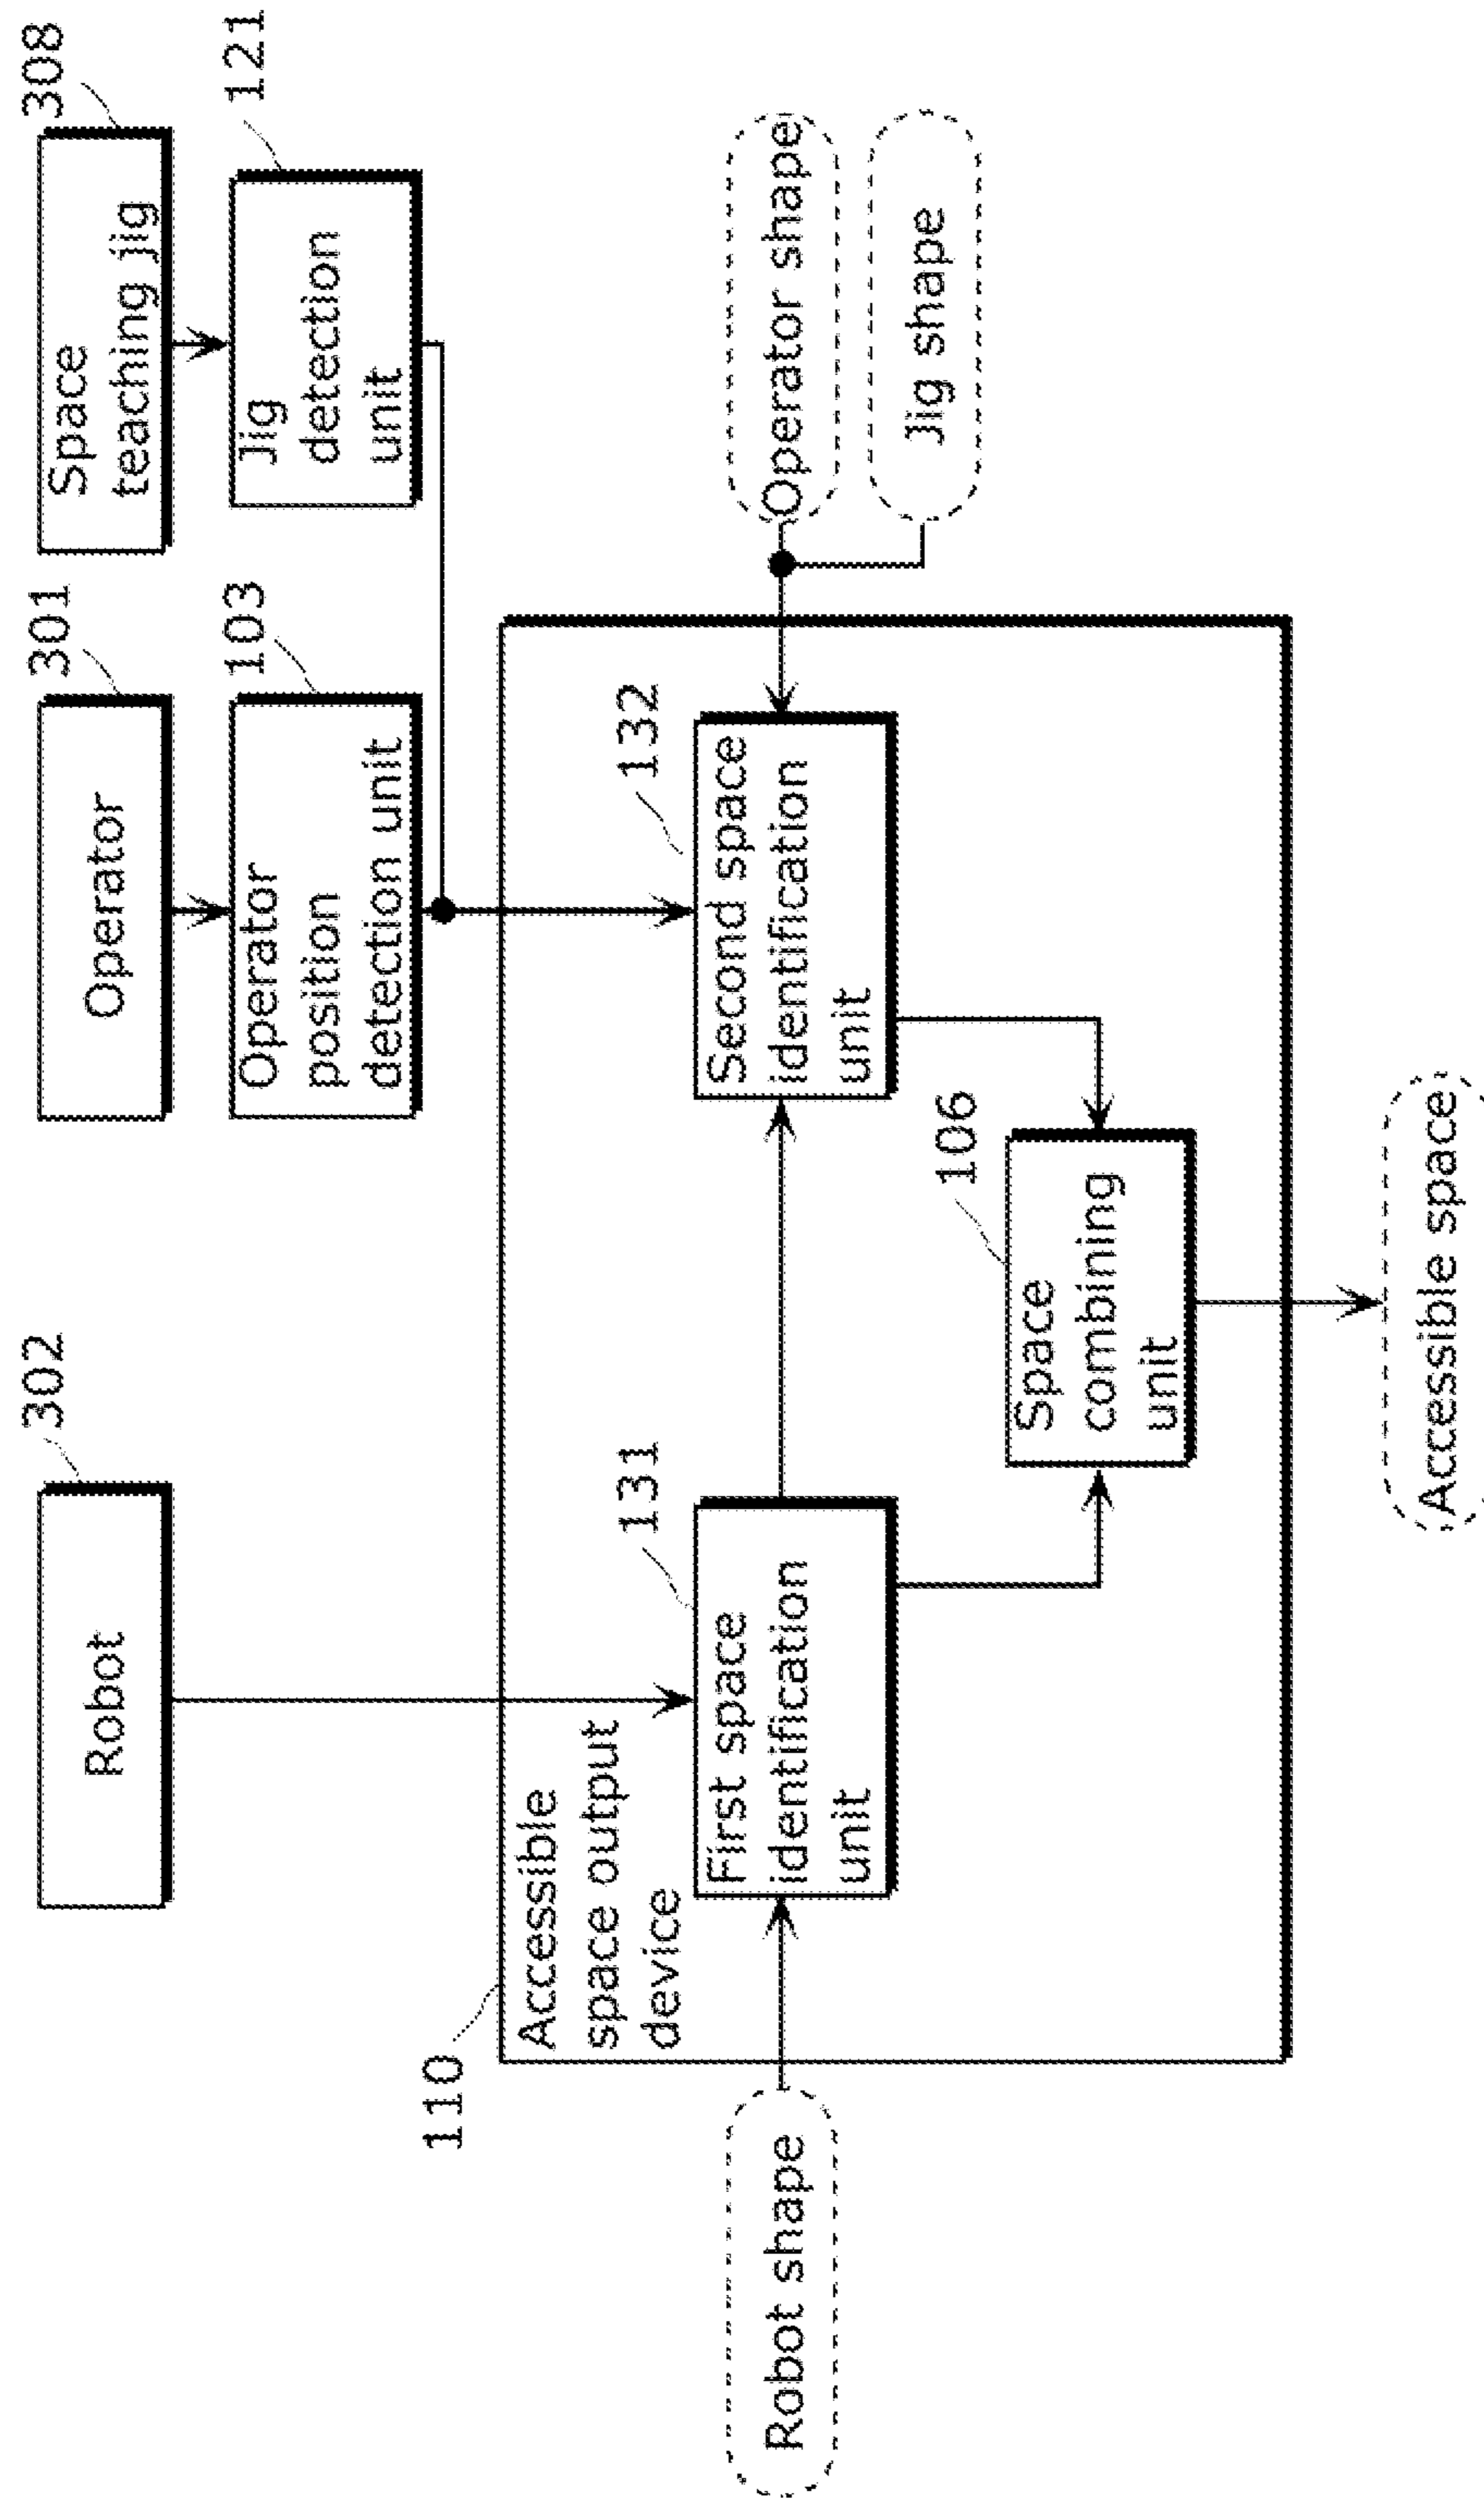 302
301
308
Robot
Operator
Space
teaching jig
103
121
Operator
position
detection unit
Jig
detection
unit
110
Accessible
space output
device
131
132
Robot shape
First space
identification
unit
Second space
identification
unit
Operator shape
Jig shape
106
Space
combining
unit
Accessible space